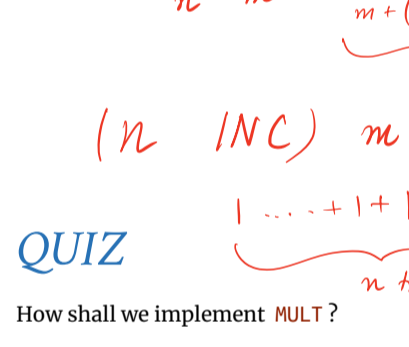 m + (
(n INC) m
1 .... + 1 + 1
QUIZ
n +
How shall we implement MULT ?